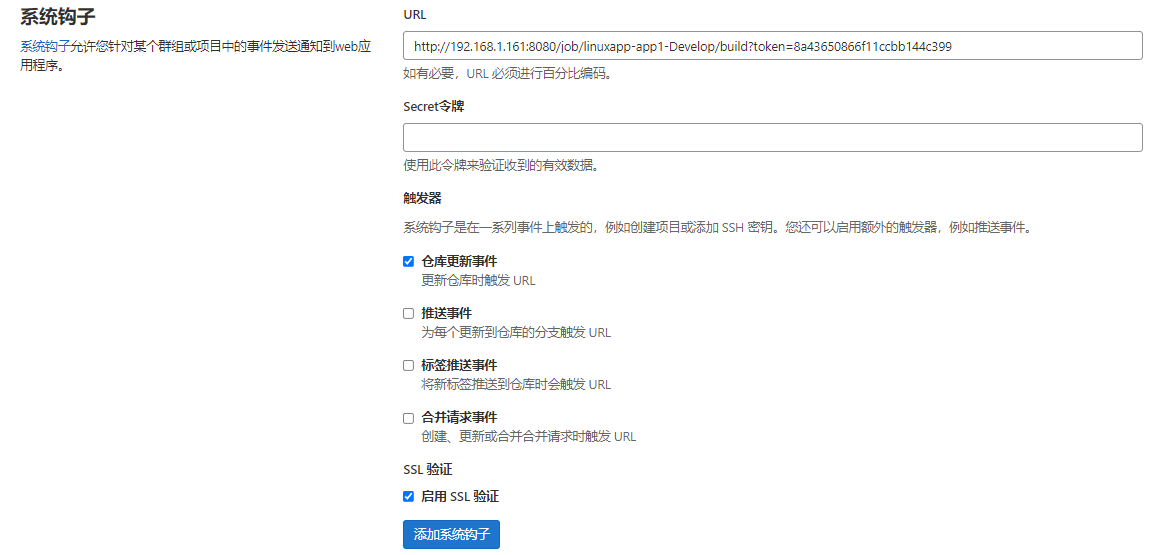 系统钩子
系统钩子允许您针对某个群组或项目中的事件发送通知到web应
用程序。
URL
http://192.168.1.161:8080/job/linuxapp-app1-Develop/build?token=8a43650866f11ccbb144c399
如有必要，URL 必须进行百分比编码。
Secret令牌
使用此令牌来验证收到的有效数据。
触发器
系统钩子是在一系列事件上触发的，例如创建项目或添加 SSH 密钥。您还可以启用额外的触发器，例如推送事件。
仓库更新事件
更新仓库时触发 URL
推送事件
为每个更新到仓库的分支触发 URL
标签推送事件
将新标签推送到仓库时会触发 URL
合并请求事件
创建、更新或合并合并请求时触发 URL
SSL 验证
启用 SSL 验证
添加系统钩子